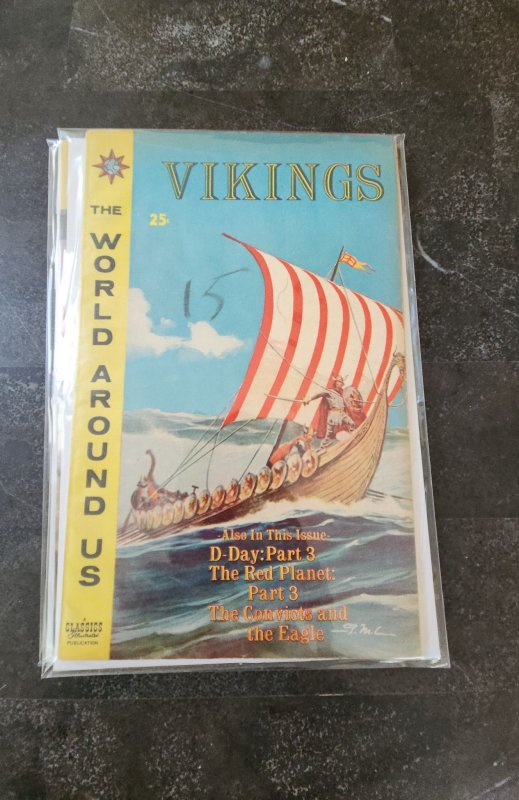 VIKINGS
25¢
15
THE WORLD AROUND US
-Also In This Issue-
D-Day: Part 3
The Red Planet:
Part 3
The Convicts and
the Eagle
G.M.L.
A
CLASSICS
Illustrated
PUBLICATION